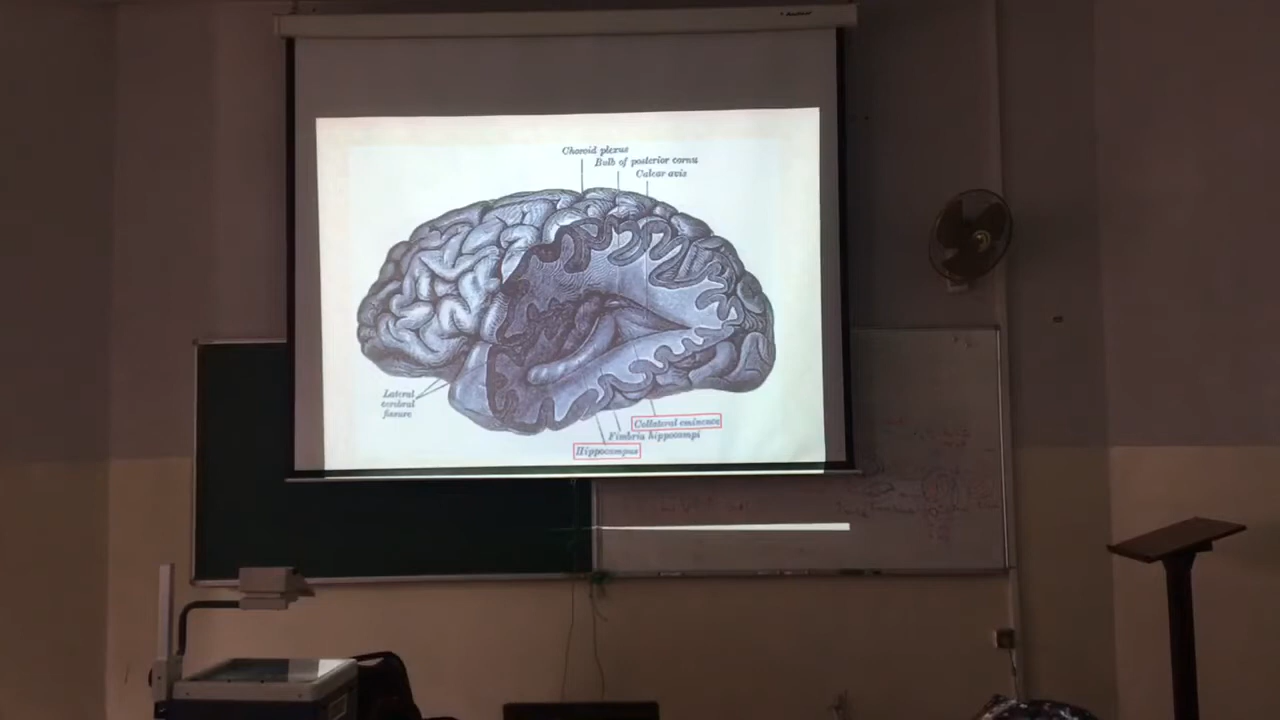 Choroid plexus
Bulb of posterior cornu
Calcar avis
Lateral
cerebral
fissure
Collateral eminence
Fimbria hippocampi
Hippocampus